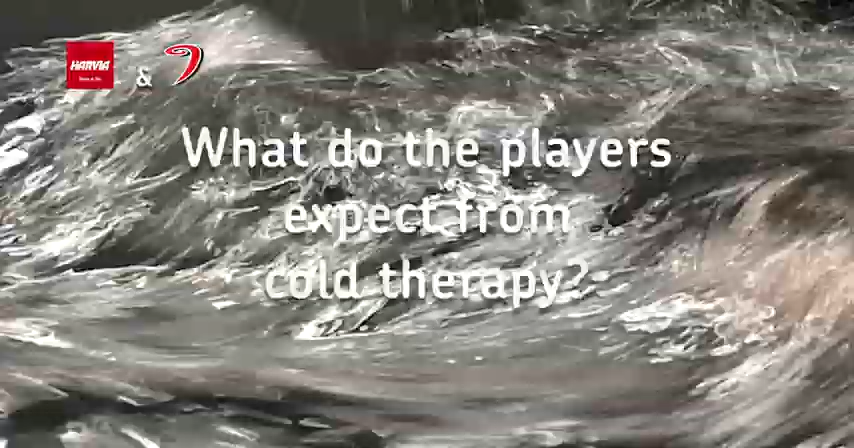 HARVIA
&
What do the players
expect from
cold therapy?